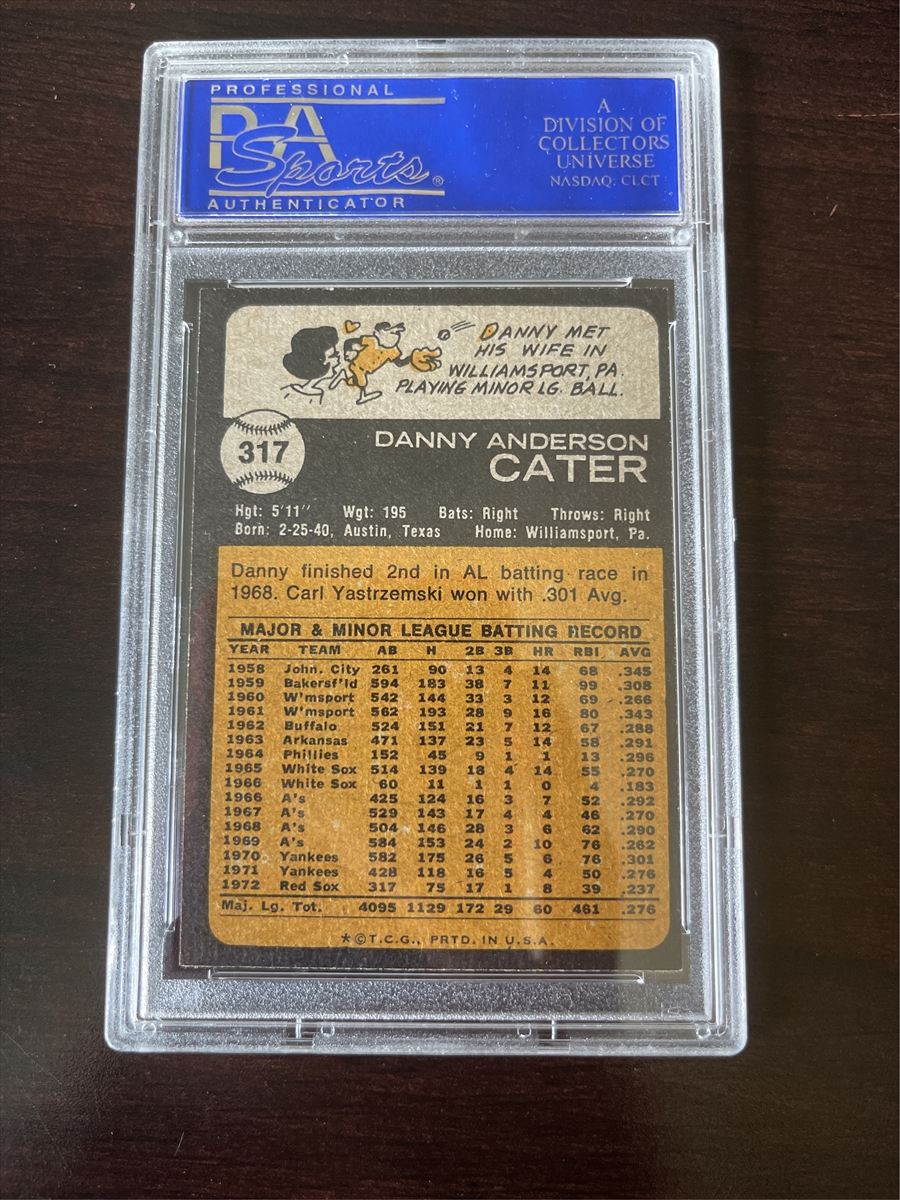 PROFESSIONAL
PSA
Sports®
AUTHENTICATOR
A
DIVISION OF
COLLECTORS
UNIVERSE
NASDAQ: CLCT
DANNY MET
HIS WIFE IN
WILLIAMSPORT, PA.
PLAYING MINOR LG. BALL.
317
DANNY ANDERSON
CATER
Hgt: 5'11" Wgt: 195 Bats: Right Throws: Right
Born: 2-25-40, Austin, Texas Home: Williamsport, Pa.
Danny finished 2nd in AL batting race in
1968. Carl Yastrzemski won with .301 Avg.
MAJOR & MINOR LEAGUE BATTING RECORD
YEAR TEAM AB H 2B 3B HR RBI AVG
1958 John. City 261 90 13 4 14 68 .345
1959 Bakersf'ld 594 183 38 7 11 99 .308
1960 W'msport 542 144 33 3 12 69 .266
1961 W'msport 562 193 28 9 16 80 .343
1962 Buffalo 524 151 21 7 12 67 .288
1963 Arkansas 471 137 23 5 14 58 .291
1964 Phillies 152 45 9 1 1 13 .296
1965 White Sox 514 139 18 4 14 55 .270
1966 White Sox 60 11 1 1 0 4 .183
1966 A's 425 124 16 3 7 52 .292
1967 A's 529 143 17 4 4 46 .270
1968 A's 504 146 28 3 6 62 .290
1969 A's 584 153 24 2 10 76 .262
1970 Yankees 582 175 26 5 6 76 .301
1971 Yankees 428 118 16 5 4 50 .276
1972 Red Sox 317 75 17 1 8 39 .237
Maj. Lg. Tot. 4095 1129 172 29 60 461 .276
*©T.C.G., PRTD. IN U.S.A.